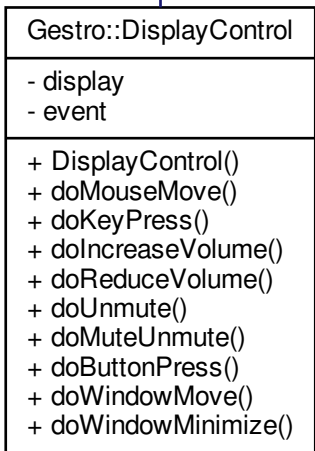 Gestro::DisplayControl
- display
- event
+ DisplayControl()
+ doMouseMove()
+ doKeyPress()
+ doIncreaseVolume()
+ doReduceVolume()
+ doUnmute()
+ doMuteUnmute()
+ doButtonPress()
+ doWindowMove()
+ doWindowMinimize()